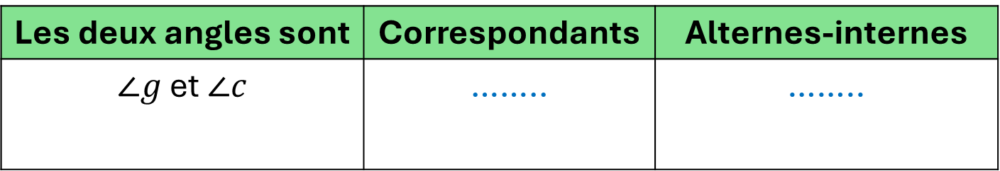 Les deux angles sont Correspondants Alternes-internes
∠𝑔 et ∠𝑐 ........ ........